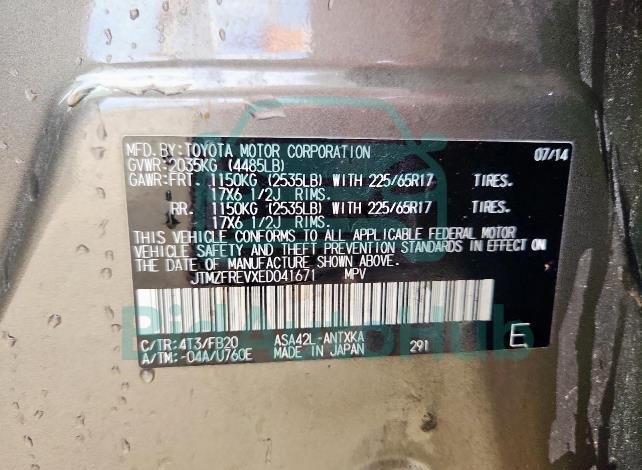 MFD. BY: TOYOTA MOTOR CORPORATION 07/14
GVWR: 2035KG (4485LB)
GAWR: FRT. 1150KG (2535LB) WITH 225/65R17 TIRES.
17X6 1/2J RIMS.
RR. 1150KG (2535LB) WITH 225/65R17 TIRES.
17X6 1/2J RIMS.
THIS VEHICLE CONFORMS TO ALL APPLICABLE FEDERAL MOTOR
VEHICLE SAFETY AND THEFT PREVENTION STANDARDS IN EFFECT ON
THE DATE OF MANUFACTURE SHOWN ABOVE.
JTMZFREVXED041671 MPV
BidAutoHub
C/TR: 4T3/FB20 ASA42L-ANTXKA
A/TM: -04A/U760E MADE IN JAPAN 291 E